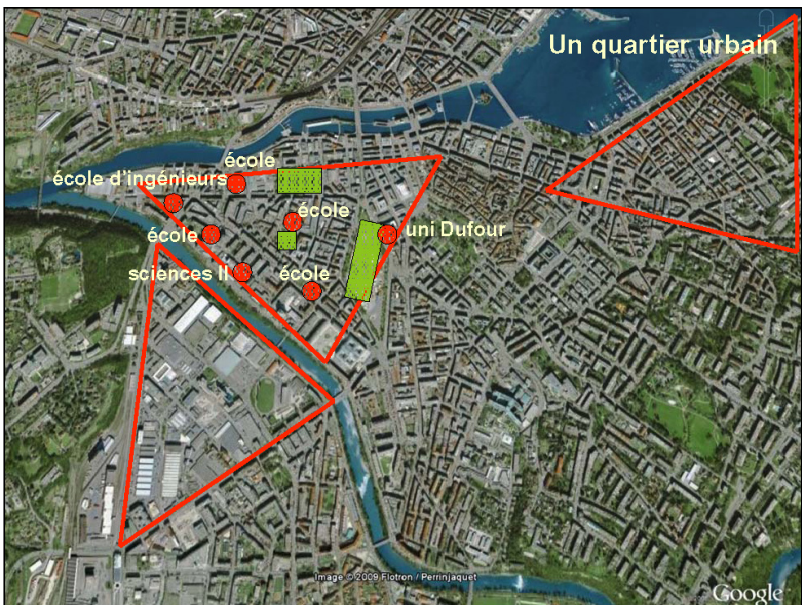 Un quartier urbain
école
école d'ingénieurs
école
uni Dufour
école
sciences II
école
Image © 2009 Flotron / Perrinjaquet
Google